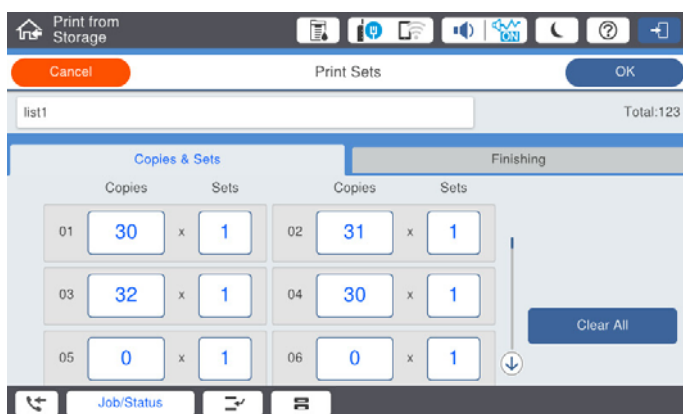 Print from
Storage
ON
Cancel
Print Sets
OK
list1
Total:123
Copies & Sets
Finishing
Copies Sets Copies Sets
01 30 x 1 02 31 x 1
03 32 x 1 04 30 x 1
Clear All
05 0 x 1 06 0 x 1
Job/Status